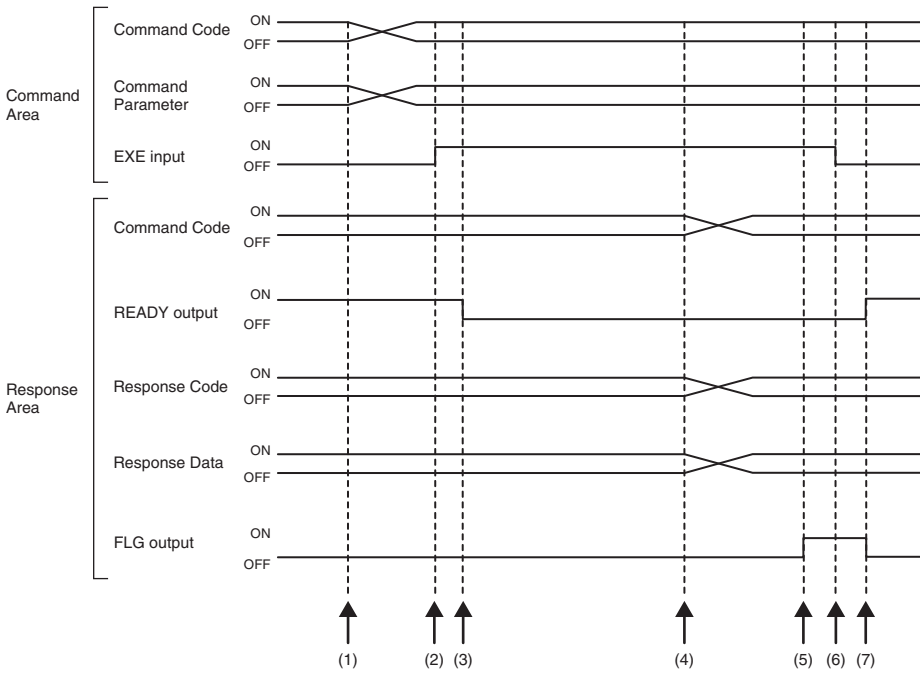 Command Area
Command Code
ON
OFF
Command Parameter
ON
OFF
EXE input
ON
OFF
Response Area
Command Code
ON
OFF
READY output
ON
OFF
Response Code
ON
OFF
Response Data
ON
OFF
FLG output
ON
OFF
(1) (2) (3) (4) (5) (6) (7)